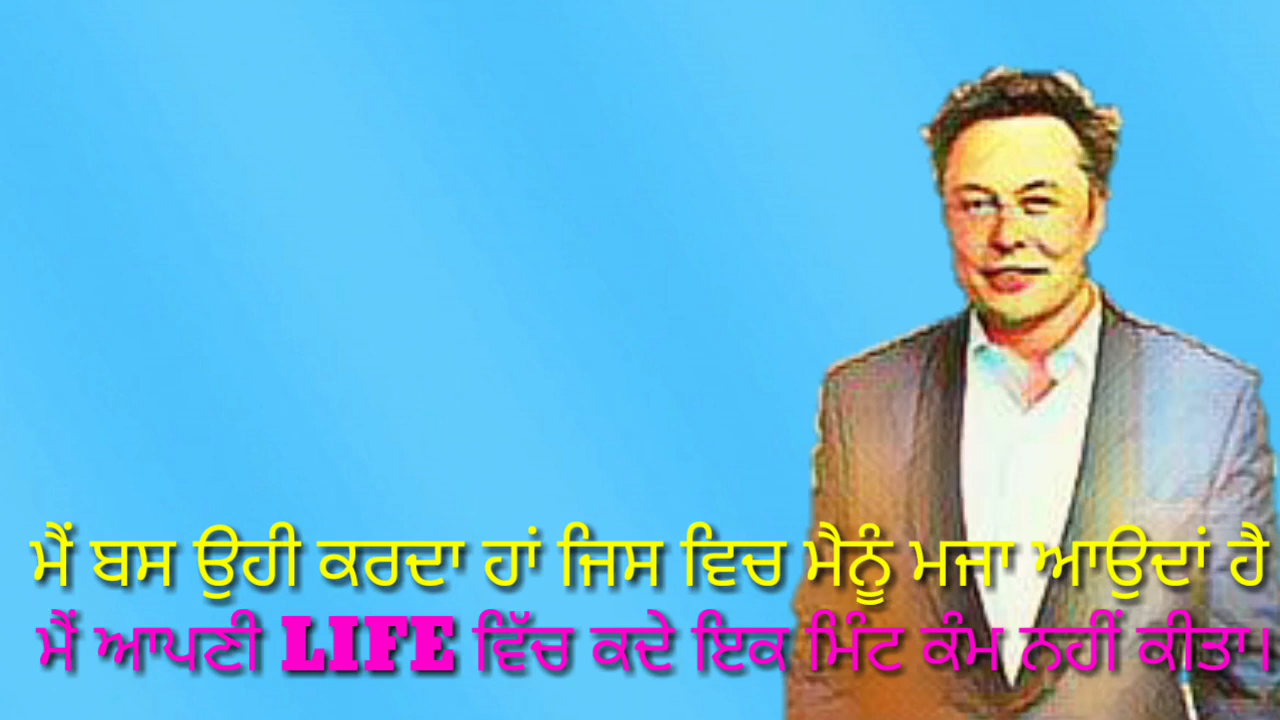 ਮੈਂ ਬਸ ਉਹੀ ਕਰਦਾ ਹਾਂ ਜਿਸ ਵਿਚ ਮੈਨੂੰ ਮਜਾ ਆਉਦਾਂ ਹੈ
ਮੈਂ ਆਪਣੀ LIFE ਵਿੱਚ ਕਦੇ ਇਕ ਮਿੰਟ ਕੰਮ ਨਹੀਂ ਕੀਤਾ।